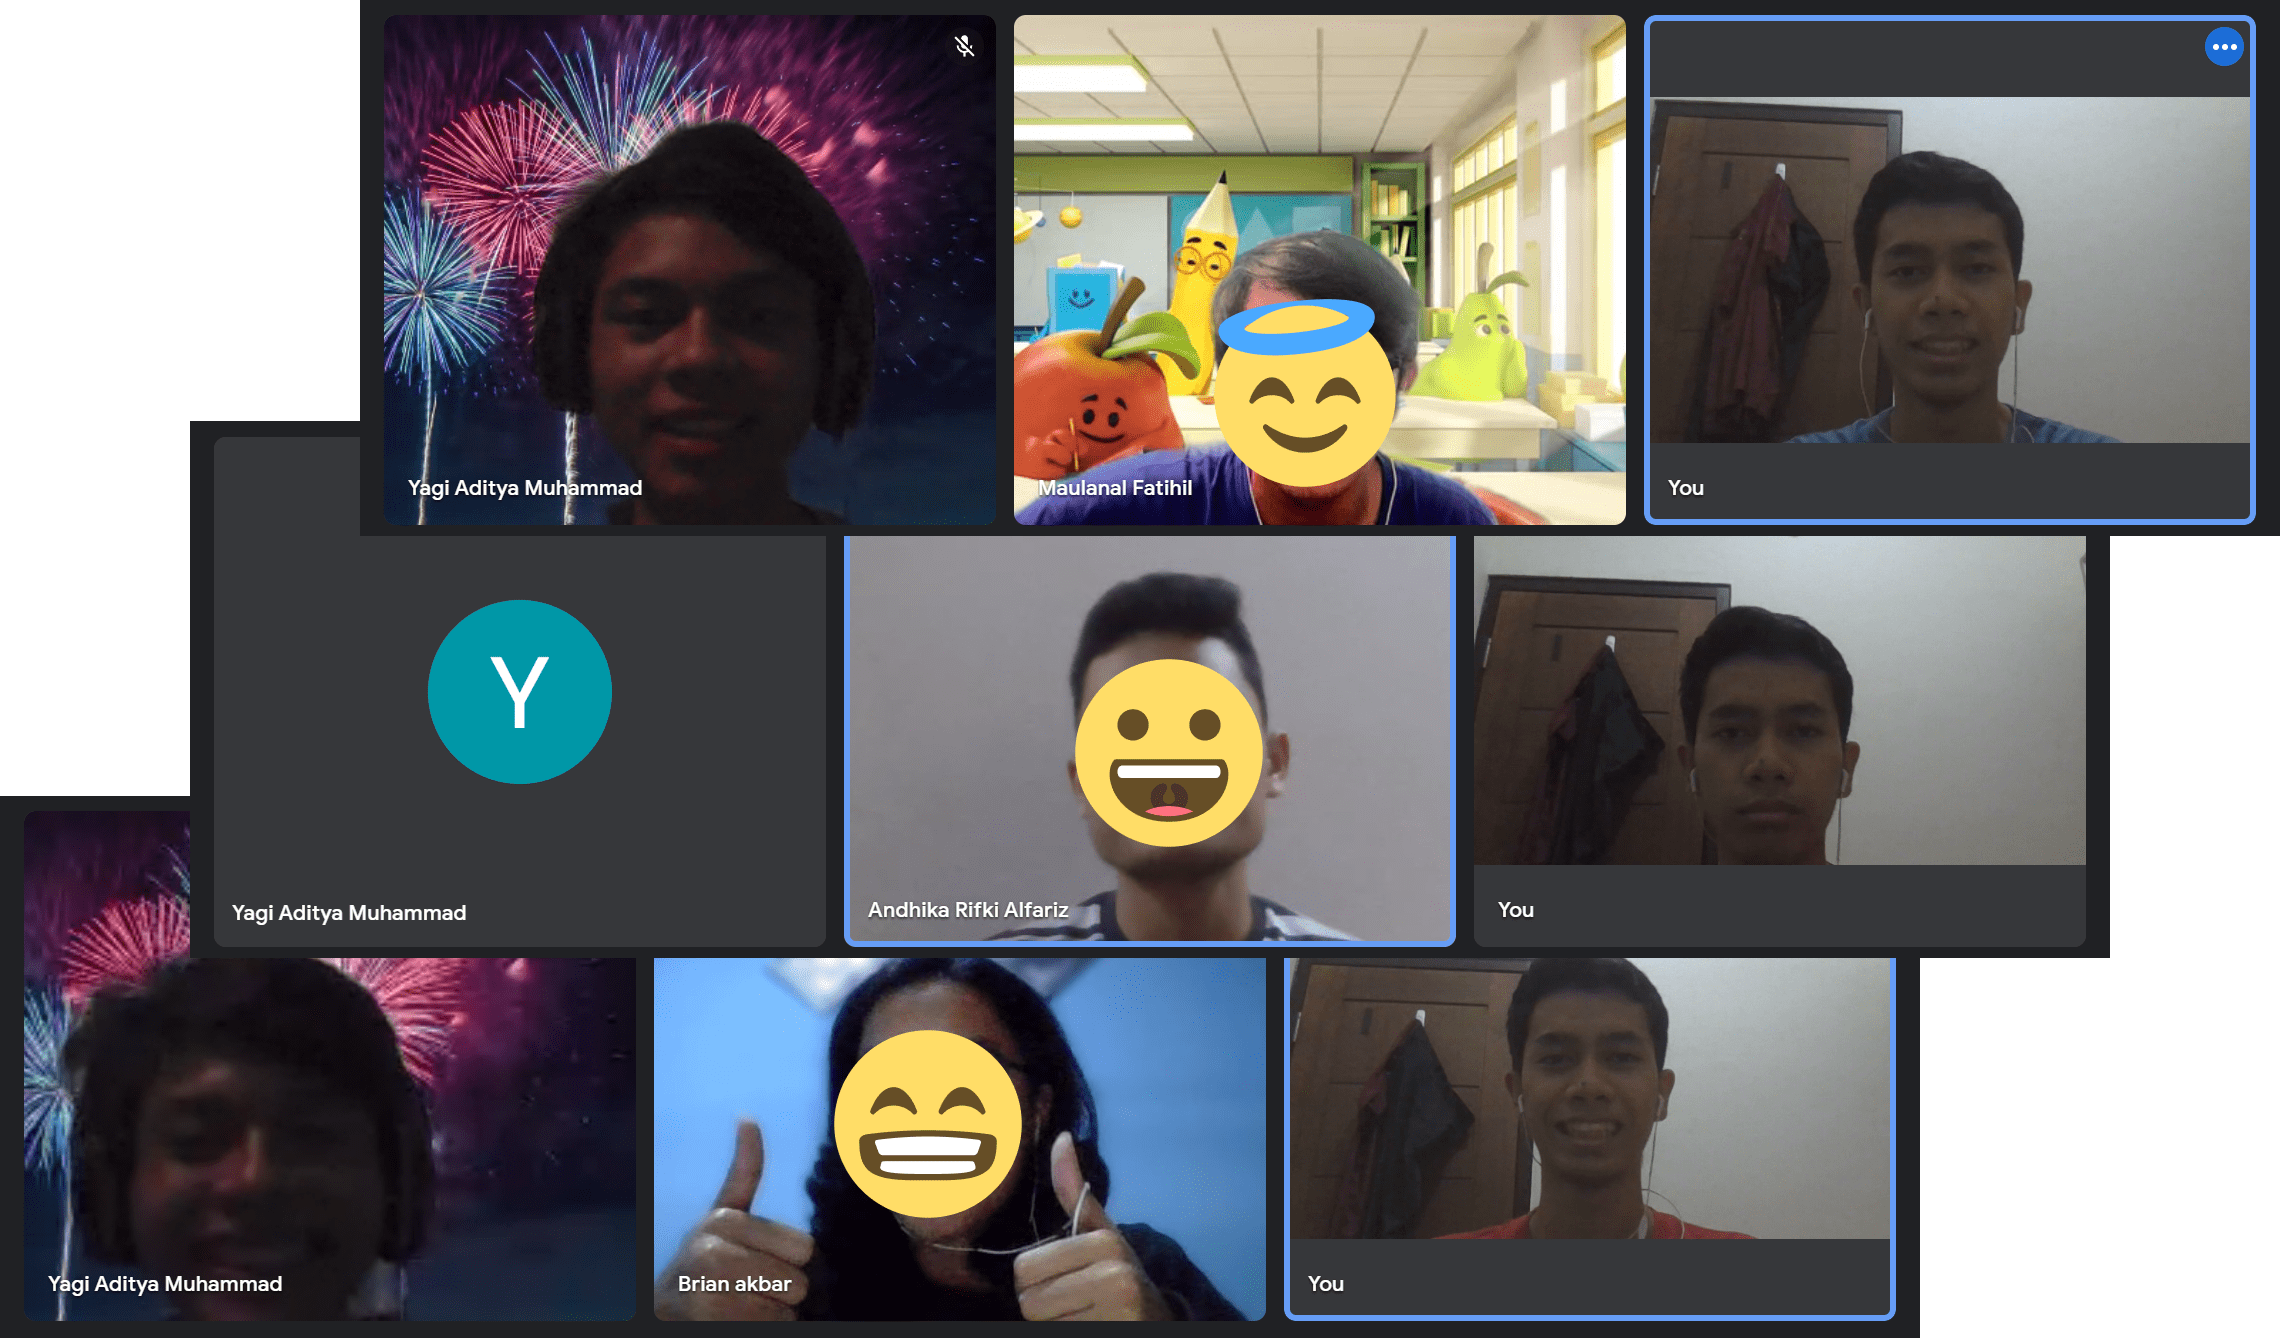 Yagi Aditya Muhammad
Maulanal Fatihil
You
Y
Yagi Aditya Muhammad
Andhika Rifki Alfariz
You
Yagi Aditya Muhammad
Brian akbar
You